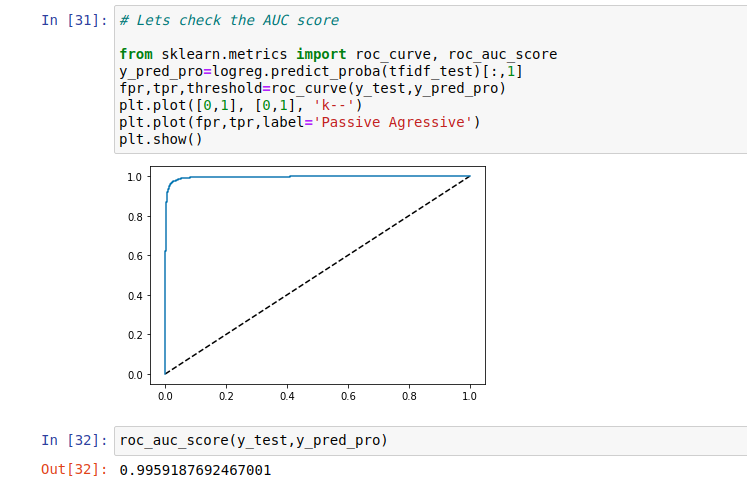 In [31]: # Lets check the AUC score
from sklearn.metrics import roc_curve, roc_auc_score
y_pred_pro=logreg.predict_proba(tfidf_test)[:,1]
fpr,tpr,threshold=roc_curve(y_test,y_pred_pro)
plt.plot([0,1], [0,1], 'k--')
plt.plot(fpr,tpr,label='Passive Agressive')
plt.show()
1.0
0.8
0.6
0.4
0.2
0.0
0.0 0.2 0.4 0.6 0.8 1.0
In [32]: roc_auc_score(y_test,y_pred_pro)
Out[32]: 0.9959187692467001